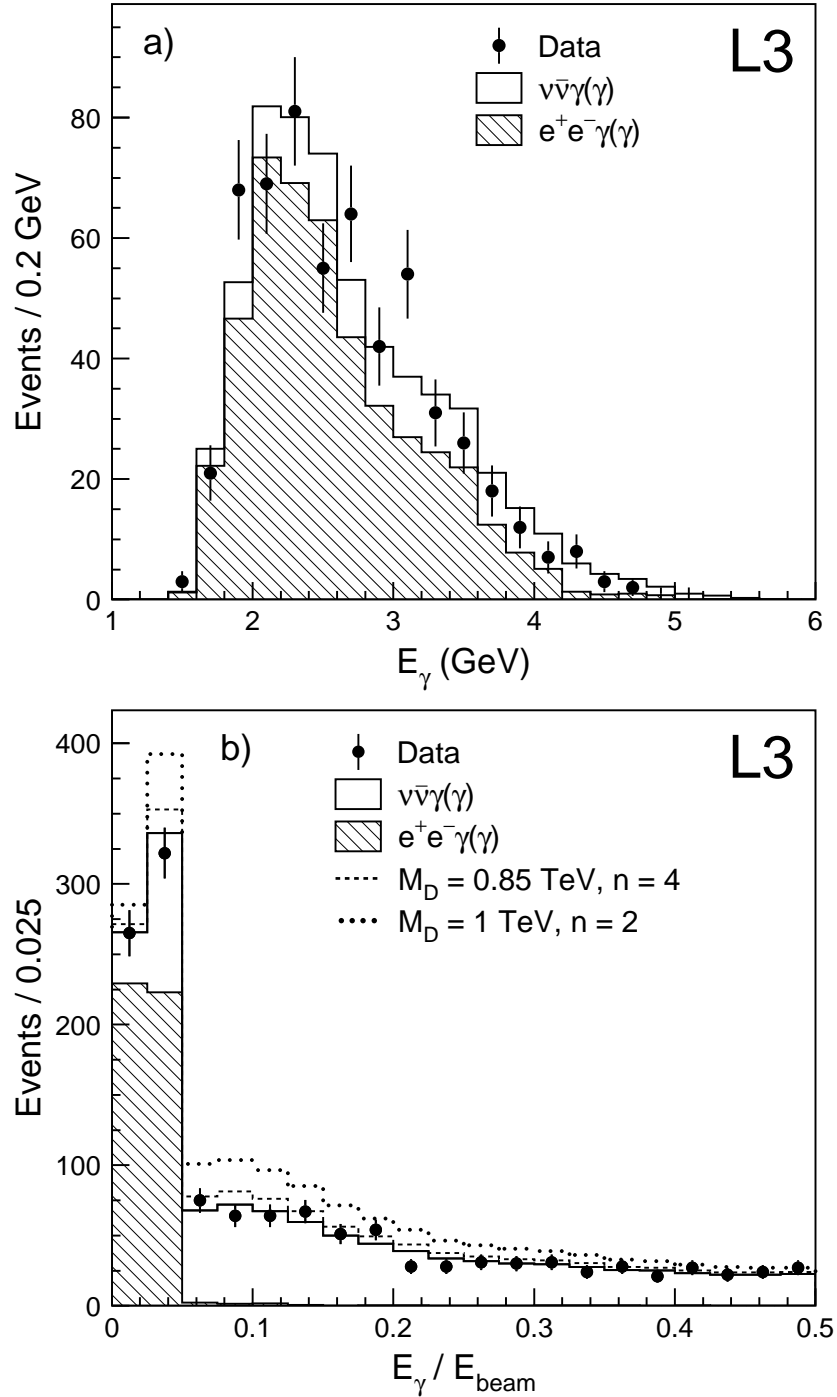 a)
L3
Data
νν̄γ(γ)
e⁺e⁻γ(γ)
Events / 0.2 GeV
80
60
40
20
0
1 2 3 4 5 6
E_γ (GeV)
b)
L3
Data
νν̄γ(γ)
e⁺e⁻γ(γ)
M_D = 0.85 TeV, n = 4
M_D = 1 TeV, n = 2
Events / 0.025
400
300
200
100
0
0 0.1 0.2 0.3 0.4 0.5
E_γ / E_beam